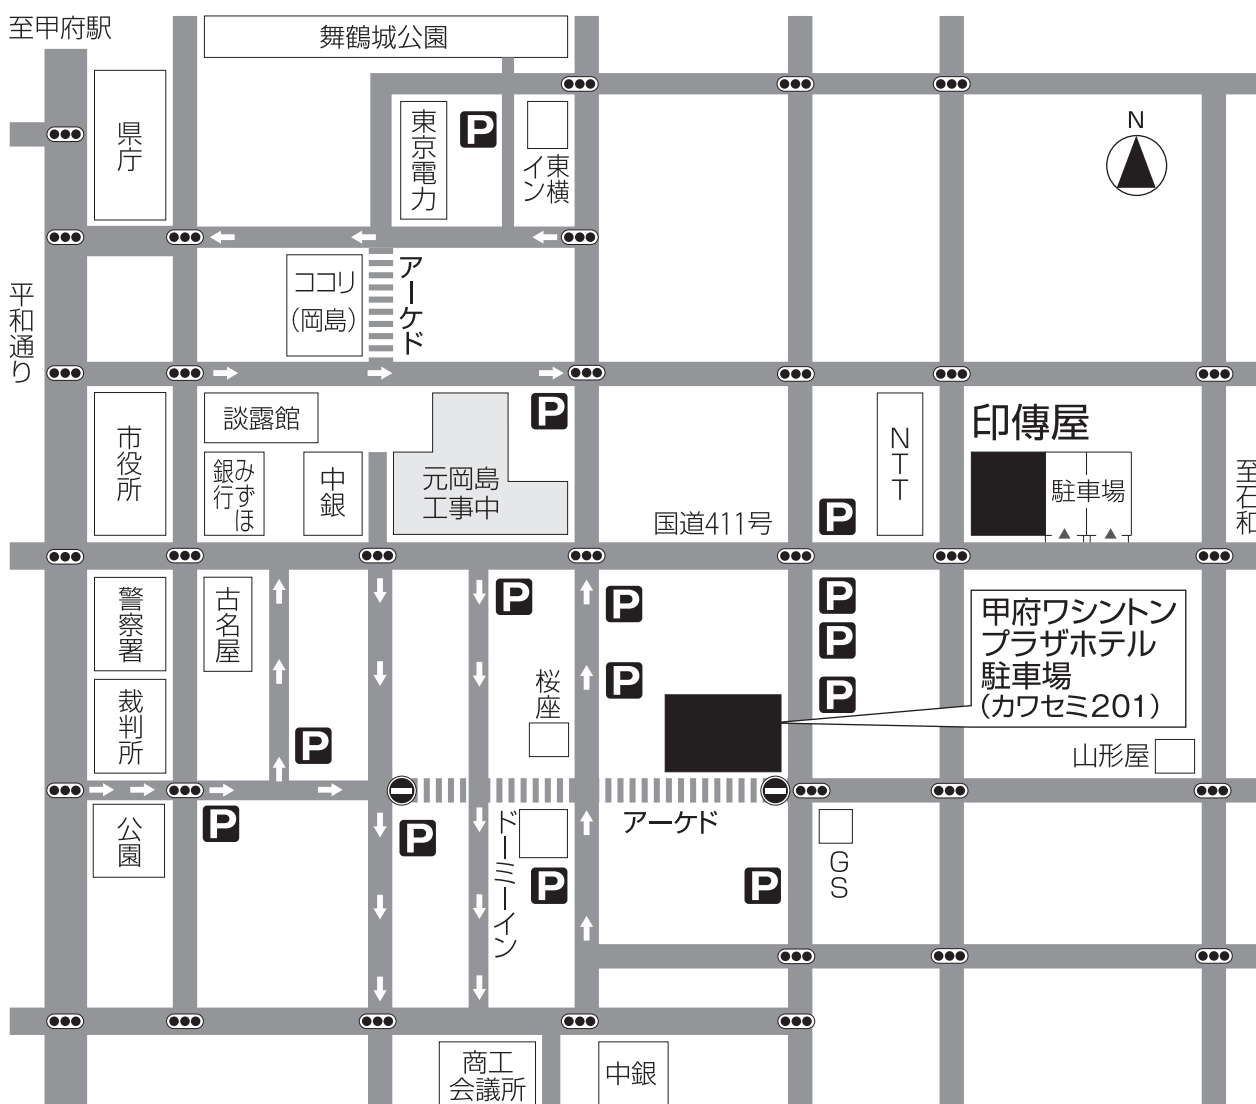 至甲府駅
舞鶴城公園
県庁
東京電力
P
東横
イン
N
ココリ
(岡島)
アーケド
平和通り
市役所
談露館
みずほ
銀行
中銀
元岡島
工事中
P
国道411号
P
NTT
印傳屋
駐車場
至石和
警察署
古名屋
裁判所
P
P
P
P
桜座
P
P
P
P
甲府ワシントン
プラザホテル
駐車場
(カワセミ201)
山形屋
公園
P
P
ドーミーイン
P
アーケド
P
GS
商工
会議所
中銀